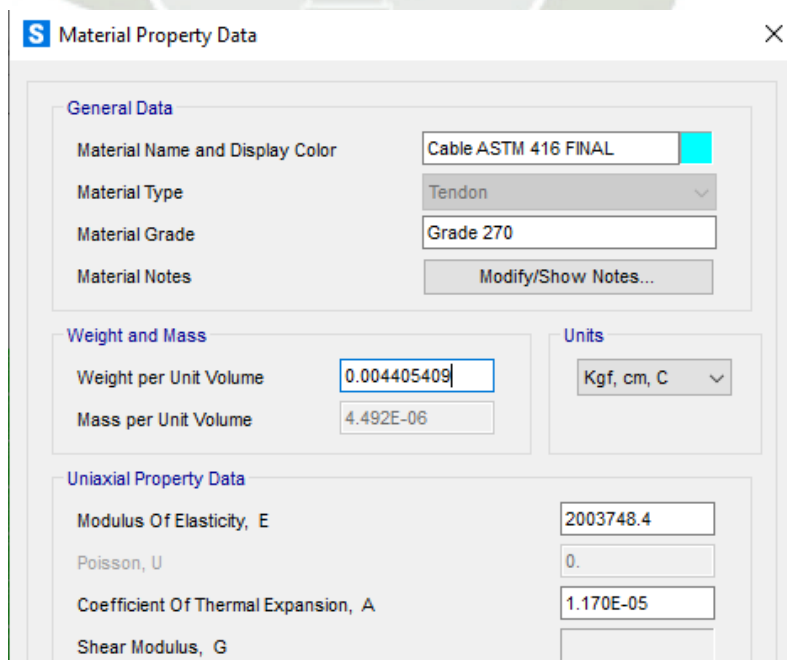 S Material Property Data
General Data
Material Name and Display Color Cable ASTM 416 FINAL
Material Type Tendon
Material Grade Grade 270
Material Notes Modify/Show Notes...
Weight and Mass Units
Weight per Unit Volume 0.004405409 Kgf, cm, C
Mass per Unit Volume 4.492E-06
Uniaxial Property Data
Modulus Of Elasticity, E 2003748.4
Poisson, U 0.
Coefficient Of Thermal Expansion, A 1.170E-05
Shear Modulus, G